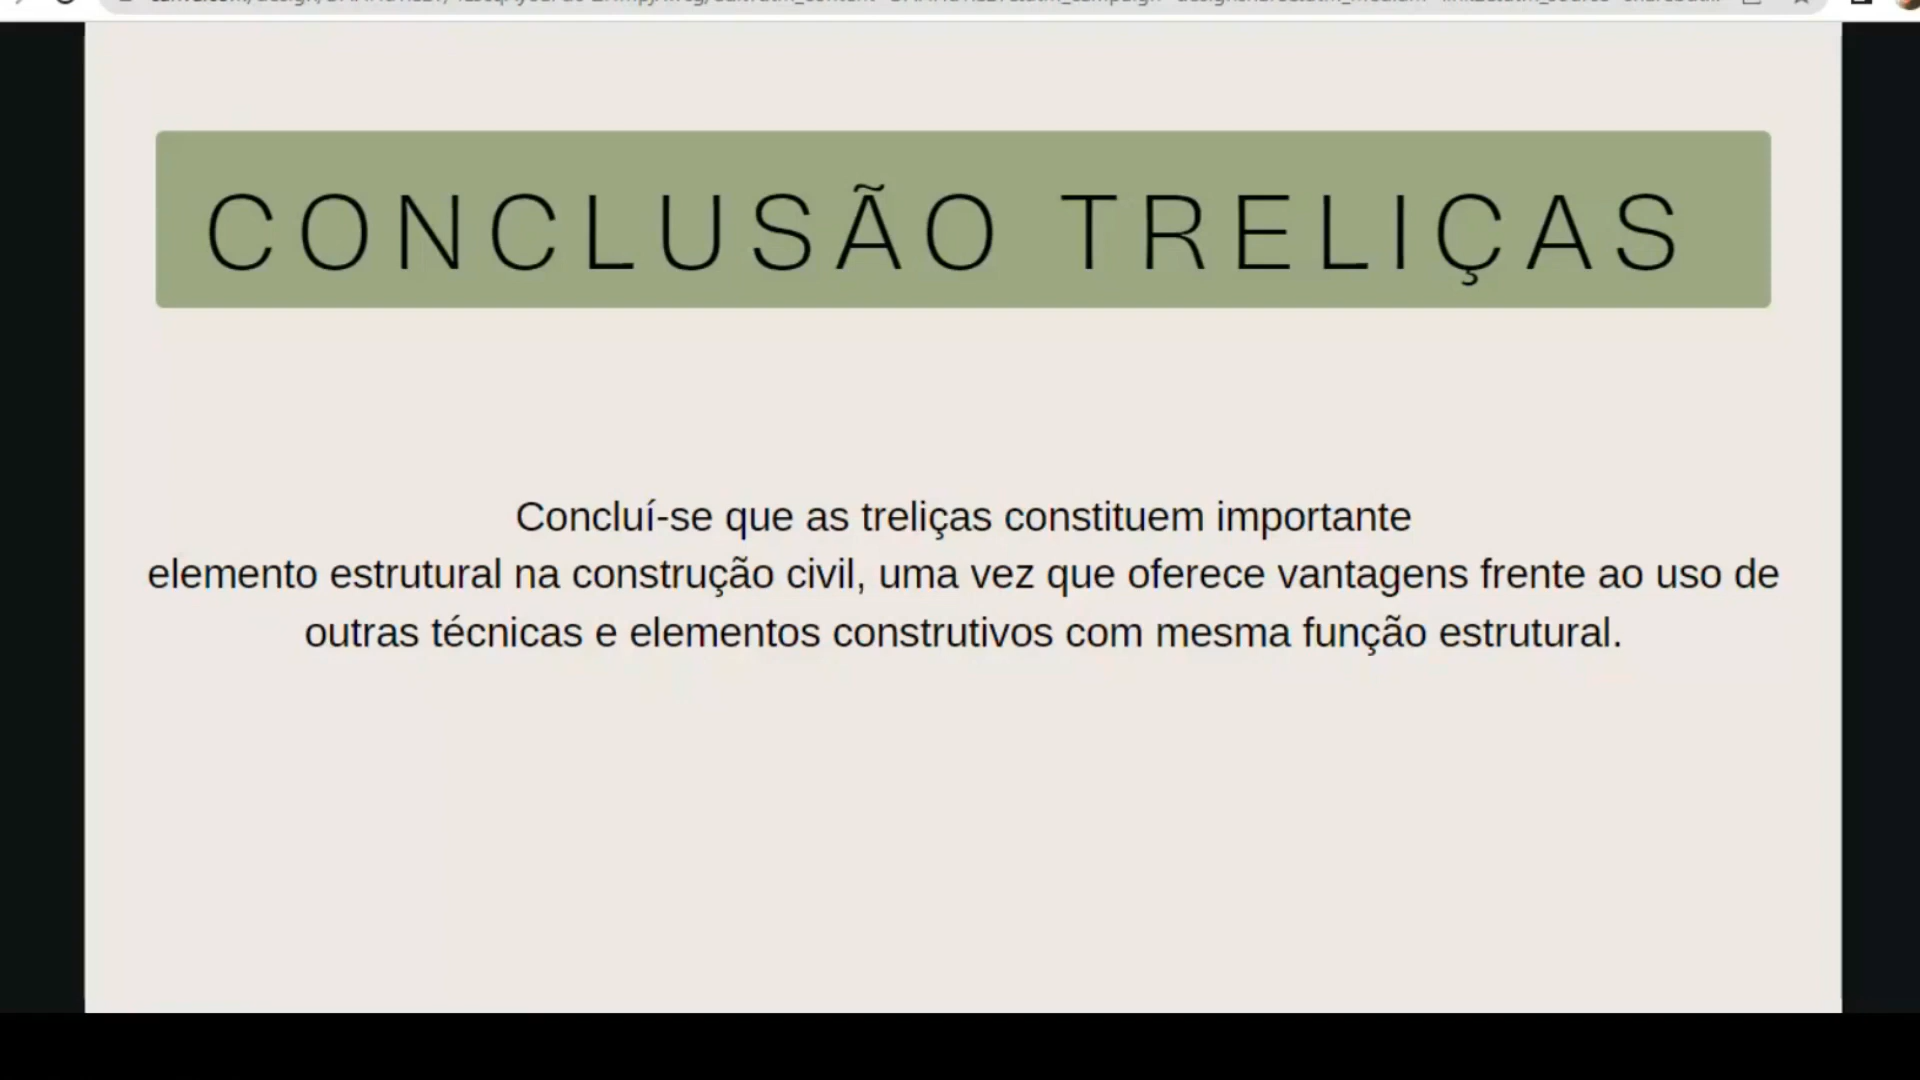 CONCLUSÃO TRELIÇAS
Concluí-se que as treliças constituem importante
elemento estrutural na construção civil, uma vez que oferece vantagens frente ao uso de
outras técnicas e elementos construtivos com mesma função estrutural.